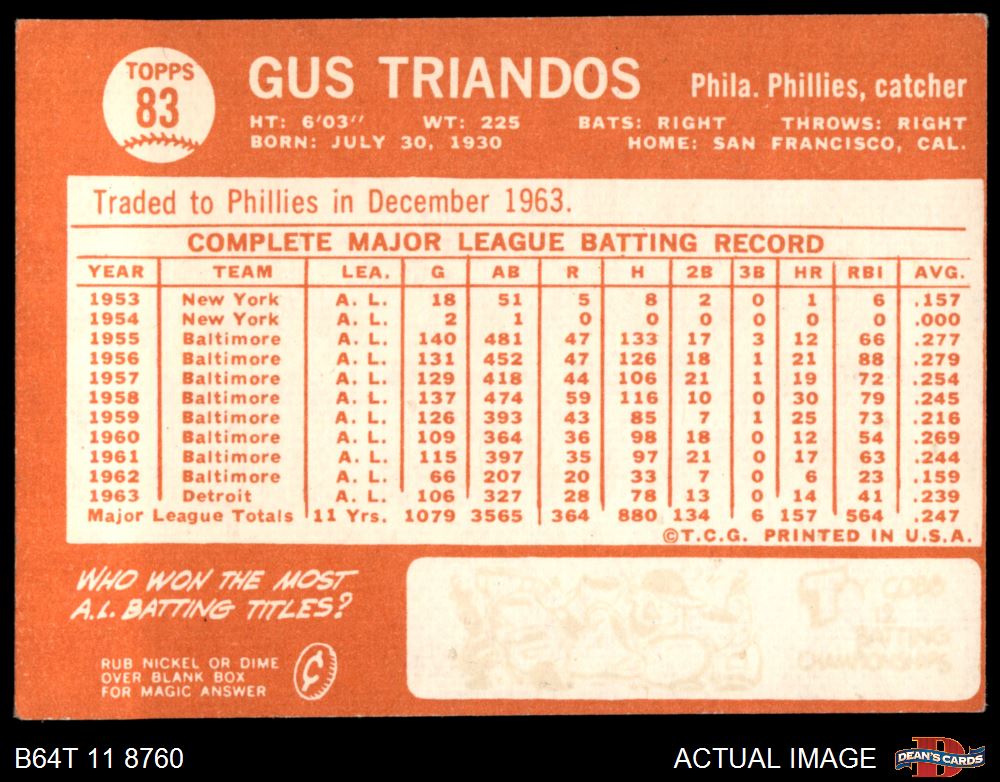 TOPPS
83
GUS TRIANDOS Phila. Phillies, catcher
HT: 6'03" WT: 225 BATS: RIGHT THROWS: RIGHT
BORN: JULY 30, 1930 HOME: SAN FRANCISCO, CAL.
Traded to Phillies in December 1963.
COMPLETE MAJOR LEAGUE BATTING RECORD
YEAR TEAM LEA. G AB R H 2B 3B HR RBI AVG.
1953 New York A. L. 18 51 5 8 2 0 1 6 .157
1954 New York A. L. 2 1 0 0 0 0 0 0 .000
1955 Baltimore A. L. 140 481 47 133 17 3 12 66 .277
1956 Baltimore A. L. 131 452 47 126 18 1 21 88 .279
1957 Baltimore A. L. 129 418 44 106 21 1 19 72 .254
1958 Baltimore A. L. 137 474 59 116 10 0 30 79 .245
1959 Baltimore A. L. 126 393 43 85 7 1 25 73 .216
1960 Baltimore A. L. 109 364 36 98 18 0 12 54 .269
1961 Baltimore A. L. 115 397 35 97 21 0 17 63 .244
1962 Baltimore A. L. 66 207 20 33 7 0 6 23 .159
1963 Detroit A. L. 106 327 28 78 13 0 14 41 .239
Major League Totals 11 Yrs. 1079 3565 364 880 134 6 157 564 .247
©T.C.G. PRINTED IN U.S.A.
WHO WON THE MOST
A.L. BATTING TITLES?
RUB NICKEL OR DIME
OVER BLANK BOX
FOR MAGIC ANSWER
TY COBB
12
BATTING
CHAMPIONSHIPS
B64T 11 8760 ACTUAL IMAGE
DEAN'S CARDS